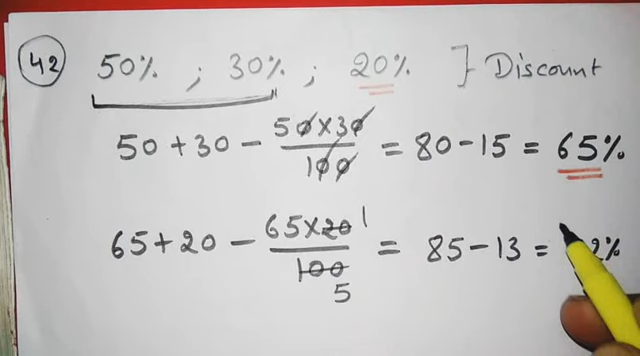 42 50% ; 30% ; 20% } Discount
50 + 30 - 50×30/100 = 80 - 15 = 65%
65 + 20 - 65×20 1/100 5 = 85 - 13 = 2%